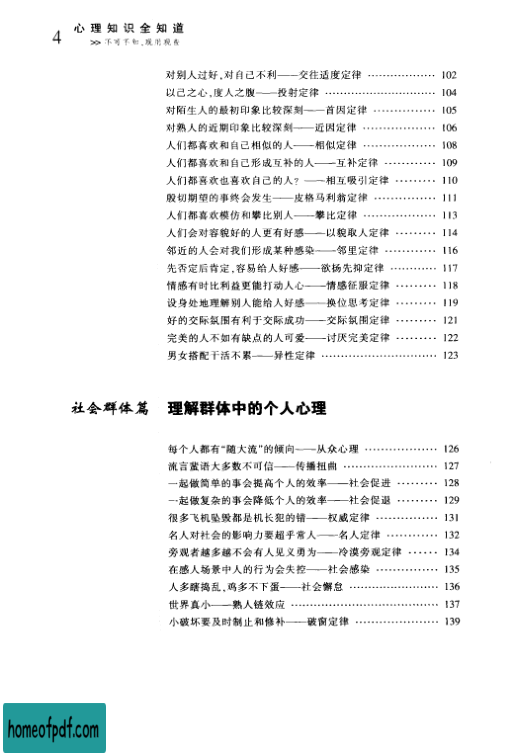 4
心理知识全知道
>> 不可不知,现用现查
对别人过好,对自己不利——交往适度定律 ……………… 102
以己之心,度人之腹——投射定律 ……………… 104
对陌生人的最初印象比较深刻——首因定律 ……………… 105
对熟人的近期印象比较深刻——近因定律 ……………… 106
人们都喜欢和自己相似的人——相似定律 ……………… 108
人们都喜欢和自己形成互补的人——互补定律 ……………… 109
人们都喜欢也喜欢自己的人?——相互吸引定律 ……… 110
殷切期望的事终会发生——皮格马利翁定律 ……………… 111
人们都喜欢模仿和攀比别人——攀比定律 ……………… 113
人们会对容貌好的人更有好感——以貌取人定律 ……… 114
邻近的人会对我们形成某种感染——邻里定律 ………… 116
先否定后肯定,容易给人好感——欲扬先抑定律 ………… 117
情感有时比利益更能打动人心——情感征服定律 ……… 118
设身处地理解别人能给人好感——换位思考定律 ……… 119
好的交际氛围有利于交际成功——交际氛围定律 ……… 121
完美的人不如有缺点的人可爱——讨厌完美定律 ……… 122
男女搭配干活不累——异性定律 ……………………… 123
社会群体篇 理解群体中的个人心理
每个人都有“随大流”的倾向——从众心理 ……………… 126
流言蜚语大多数不可信——传播扭曲 ……………… 127
一起做简单的事会提高个人的效率——社会促进 ……… 128
一起做复杂的事会降低个人的效率——社会促退 ……… 129
很多飞机坠毁都是机长犯的错——权威定律 …………… 131
名人对社会的影响力要超乎常人——名人定律 ………… 132
旁观者越多越不会有人见义勇为——冷漠旁观定律 …… 134
在感人场景中人的行为会失控——社会感染 …………… 135
人多瞎捣乱,鸡多不下蛋——社会懈怠 ………………… 136
世界真小——熟人链效应 ……………………………… 137
小破坏要及时制止和修补——破窗定律 ………………… 139
homeofpdf.com